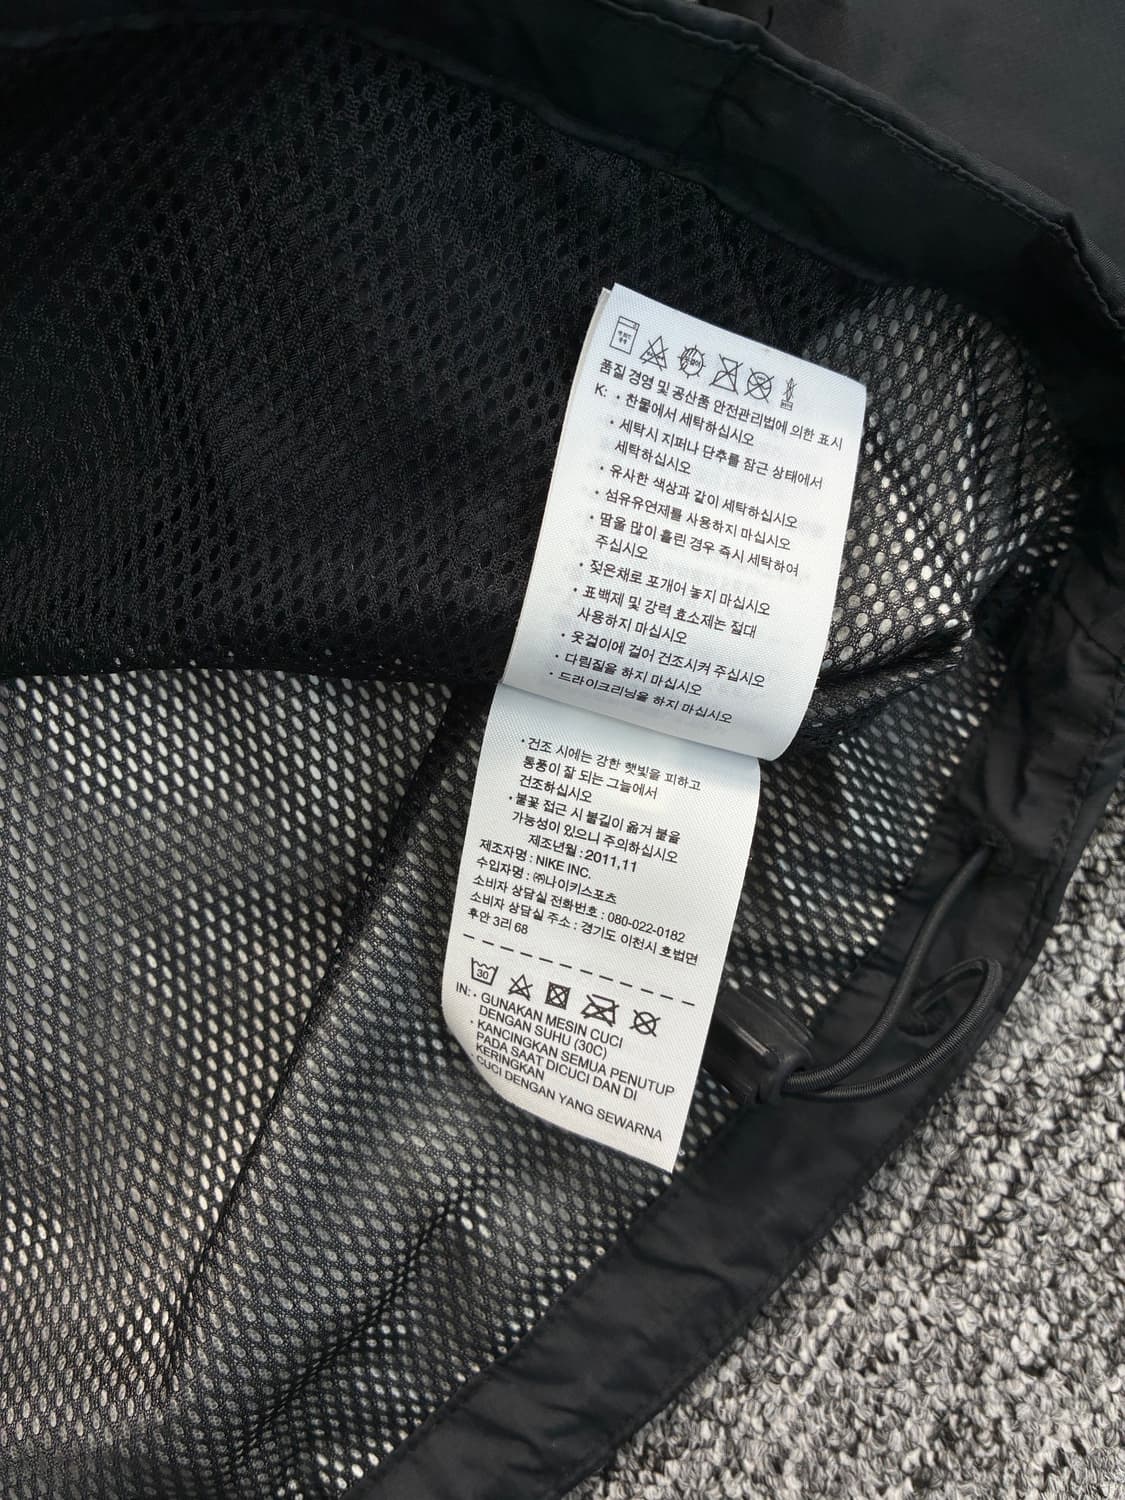 품질 경영 및 공산품 안전관리법에 의한 표시
K: • 찬물에서 세탁하십시오
• 세탁시 지퍼나 단추를 잠근 상태에서
세탁하십시오
• 유사한 색상과 같이 세탁하십시오
• 섬유유연제를 사용하지 마십시오
• 땀을 많이 흘린 경우 즉시 세탁하여
주십시오
• 젖은채로 포개어 놓지 마십시오
• 표백제 및 강력 효소제는 절대
사용하지 마십시오
• 옷걸이에 걸어 건조시켜 주십시오
• 다림질을 하지 마십시오
• 드라이크리닝을 하지 마십시오
• 건조 시에는 강한 햇빛을 피하고
통풍이 잘 되는 그늘에서
건조하십시오
• 불꽃 접근 시 불길이 옮겨 붙을
가능성이 있으니 주의하십시오
제조년월 : 2011,11
제조자명 : NIKE INC.
수입자명 : ㈜나이키스포츠
소비자 상담실 전화번호 : 080-022-0182
소비자 상담실 주소 : 경기도 이천시 호법면
후안 3리 68
30
IN: • GUNAKAN MESIN CUCI
DENGAN SUHU (30C)
• KANCINGKAN SEMUA PENUTUP
PADA SAAT DICUCI DAN DI
KERINGKAN
• CUCI DENGAN YANG SEWARNA